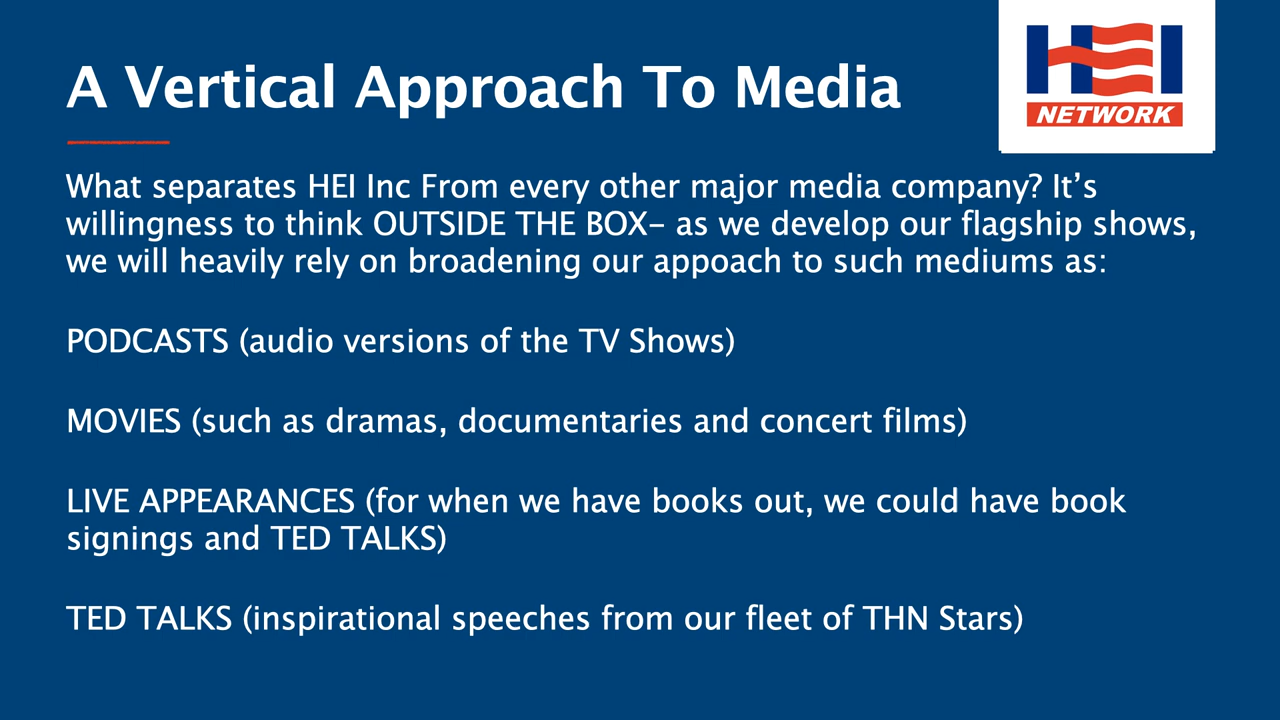 A Vertical Approach To Media
HEI
NETWORK
What separates HEI Inc From every other major media company? It’s
willingness to think OUTSIDE THE BOX– as we develop our flagship shows,
we will heavily rely on broadening our appoach to such mediums as:
PODCASTS (audio versions of the TV Shows)
MOVIES (such as dramas, documentaries and concert films)
LIVE APPEARANCES (for when we have books out, we could have book
signings and TED TALKS)
TED TALKS (inspirational speeches from our fleet of THN Stars)